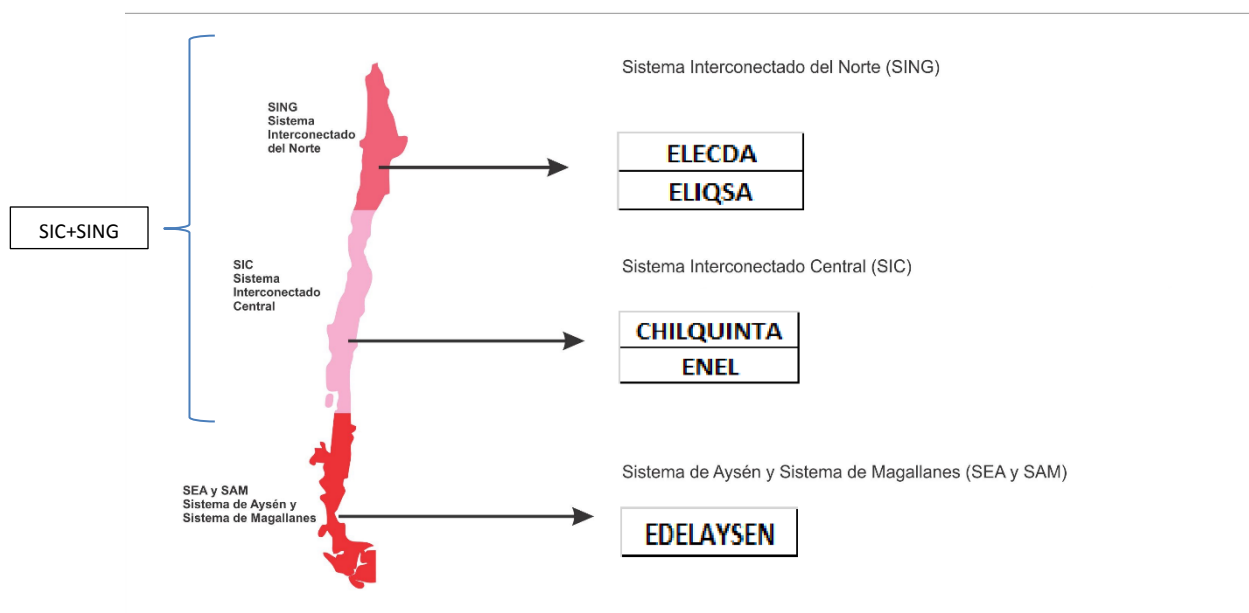 SIC+SING
SING
Sistema
Interconectado
del Norte
SIC
Sistema
Interconectado
Central
SEA y SAM
Sistema de Aysén y
Sistema de Magallanes
Sistema Interconectado del Norte (SING)
ELECDA
ELIQSA
Sistema Interconectado Central (SIC)
CHILQUINTA
ENEL
Sistema de Aysén y Sistema de Magallanes (SEA y SAM)
EDELAYSEN